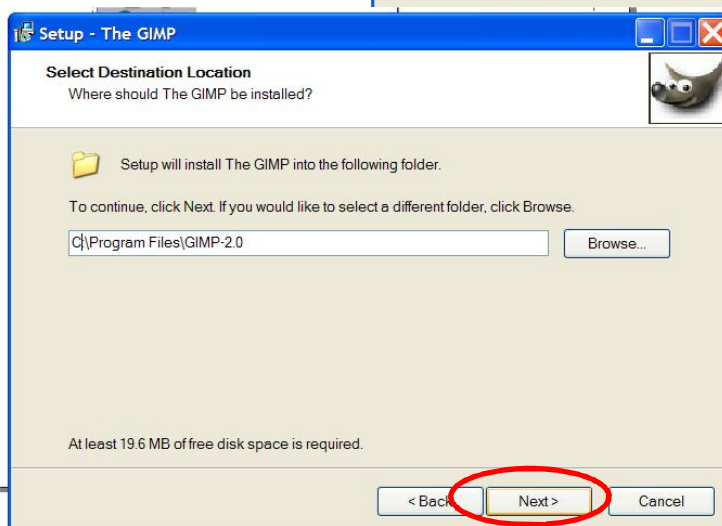 Setup - The GIMP
Select Destination Location
Where should The GIMP be installed?
Setup will install The GIMP into the following folder.
To continue, click Next. If you would like to select a different folder, click Browse.
C:\Program Files\GIMP-2.0
Browse...
At least 19.6 MB of free disk space is required.
< Back
Next >
Cancel